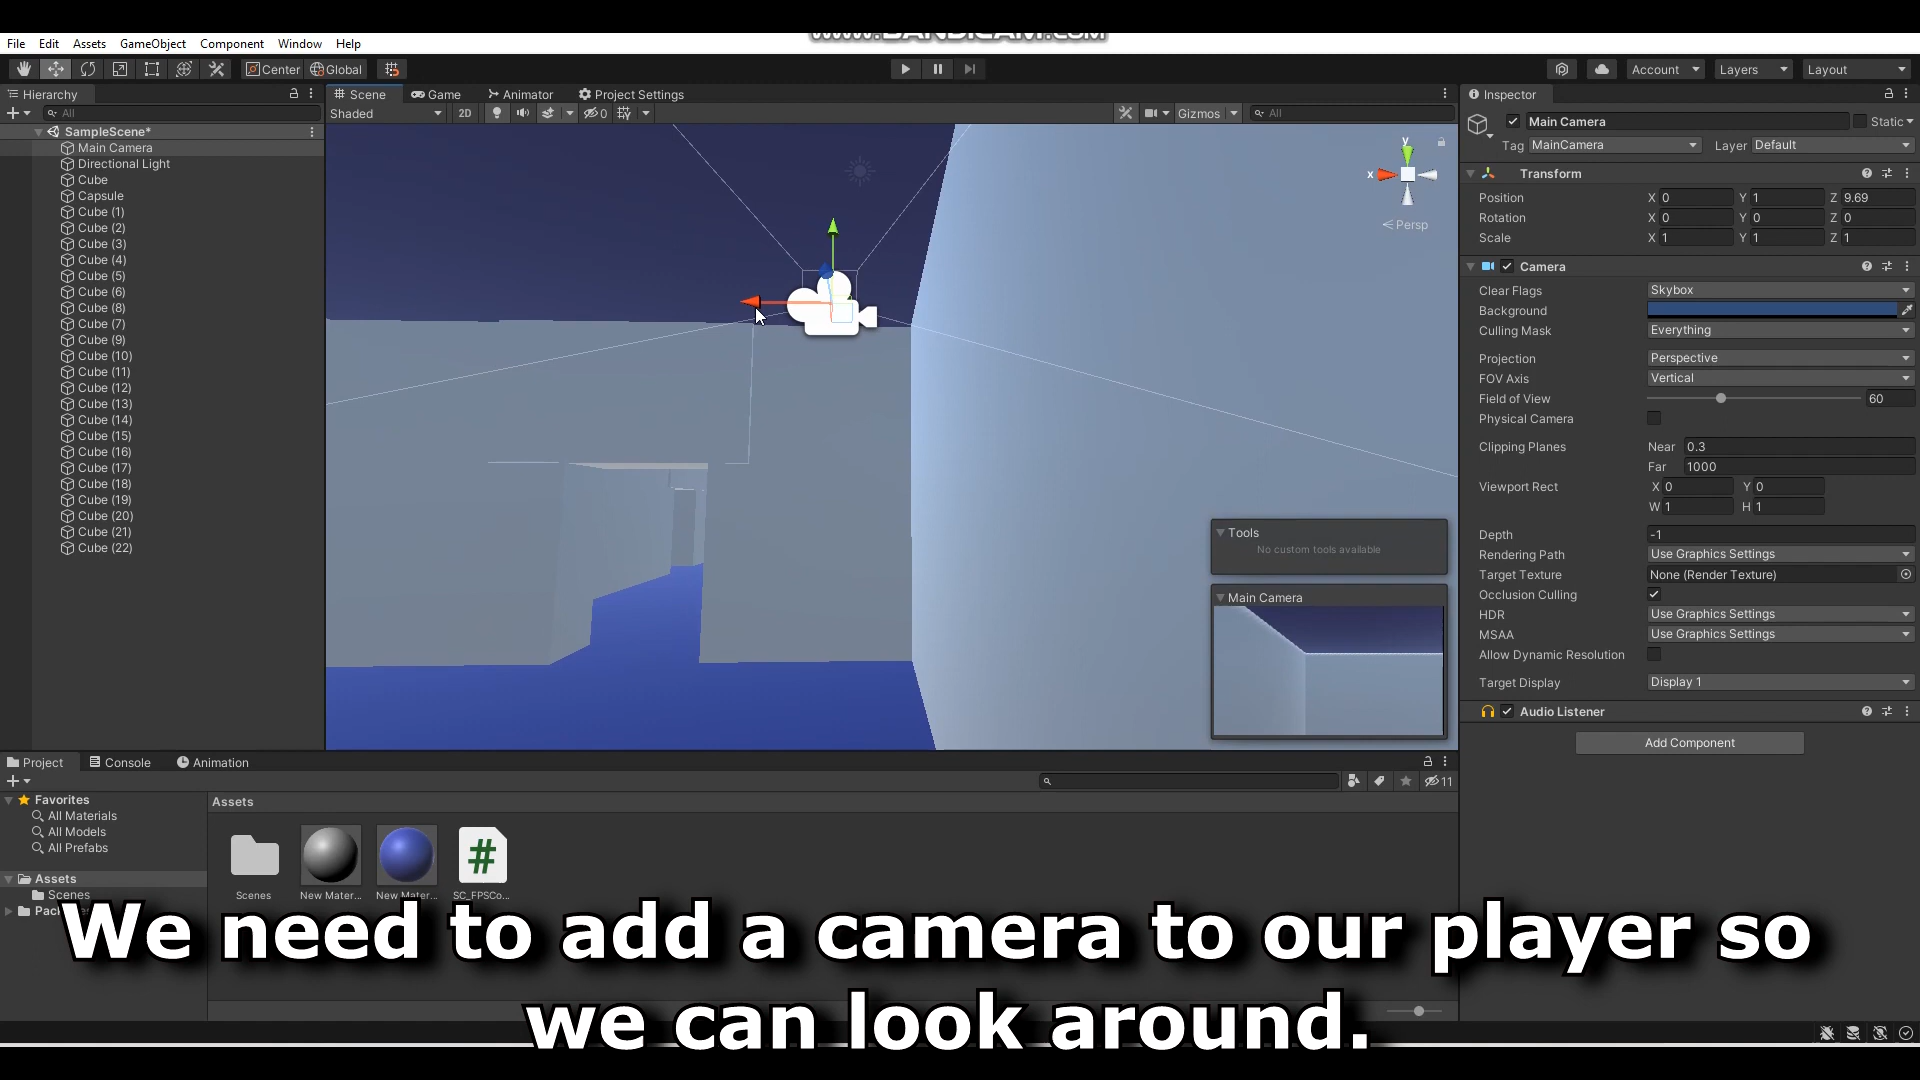 www.BANDICAM.com
File Edit Assets GameObject Component Window Help
Center Global Account Layers Layout
Hierarchy
All
SampleScene*
Main Camera
Directional Light
Cube
Capsule
Cube (1)
Cube (2)
Cube (3)
Cube (4)
Cube (5)
Cube (6)
Cube (8)
Cube (7)
Cube (9)
Cube (10)
Cube (11)
Cube (12)
Cube (13)
Cube (14)
Cube (15)
Cube (16)
Cube (17)
Cube (18)
Cube (19)
Cube (20)
Cube (21)
Cube (22)
Scene Game Animator Project Settings
Shaded 2D 0 Gizmos All
y
x
< Persp
Tools
No custom tools available
Main Camera
Inspector
Main Camera Static
Tag MainCamera Layer Default
Transform
Position X 0 Y 1 Z 9.69
Rotation X 0 Y 0 Z 0
Scale X 1 Y 1 Z 1
Camera
Clear Flags Skybox
Background
Culling Mask Everything
Projection Perspective
FOV Axis Vertical
Field of View 60
Physical Camera
Clipping Planes Near 0.3
Far 1000
Viewport Rect X 0 Y 0
W 1 H 1
Depth -1
Rendering Path Use Graphics Settings
Target Texture None (Render Texture)
Occlusion Culling
HDR Use Graphics Settings
MSAA Use Graphics Settings
Allow Dynamic Resolution
Target Display Display 1
Audio Listener
Add Component
Project Console Animation
11
Favorites
All Materials
All Models
All Prefabs
Assets
Scenes
Assets
Scenes New Mater... New Mater... SC_FPSCo...
We need to add a camera to our player so
we can look around.